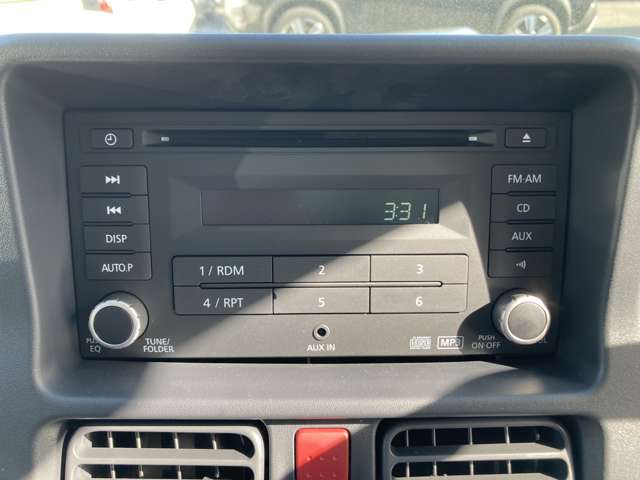 FM·AM
3:31
CD
DISP
AUX
AUTO.P
1 / RDM 2 3
4 / RPT 5 6
AUX IN
MP3
EQ
TUNE/
FOLDER
PUSH
ON·OFF